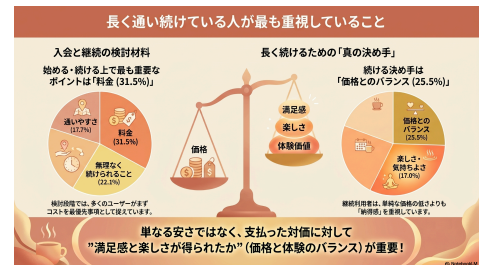 長く通い続けている人が最も重視していること
入会と継続の検討材料
始める・続ける上で最も重要な
ポイントは「料金 (31.5%)」
通いやすさ
(17.7%)
料金
(31.5%)
無理なく
続けられること
(22.1%)
検討段階では、多くのユーザーがまず
コストを最優先事項として捉えています。
価格
満足感
楽しさ
体験価値
長く続けるための「真の決め手」
続ける決め手は
「価格とのバランス (25.5%)」
価格との
バランス
(25.5%)
楽しさ・
気持ちよさ
(17.0%)
継続利用者は、単純な価格の低さよりも
「納得感」を重視しています。
単なる安さではなく、支払った対価に対して
”満足感と楽しさが得られたか” (価格と体験のバランス) が重要！
NotebookLM